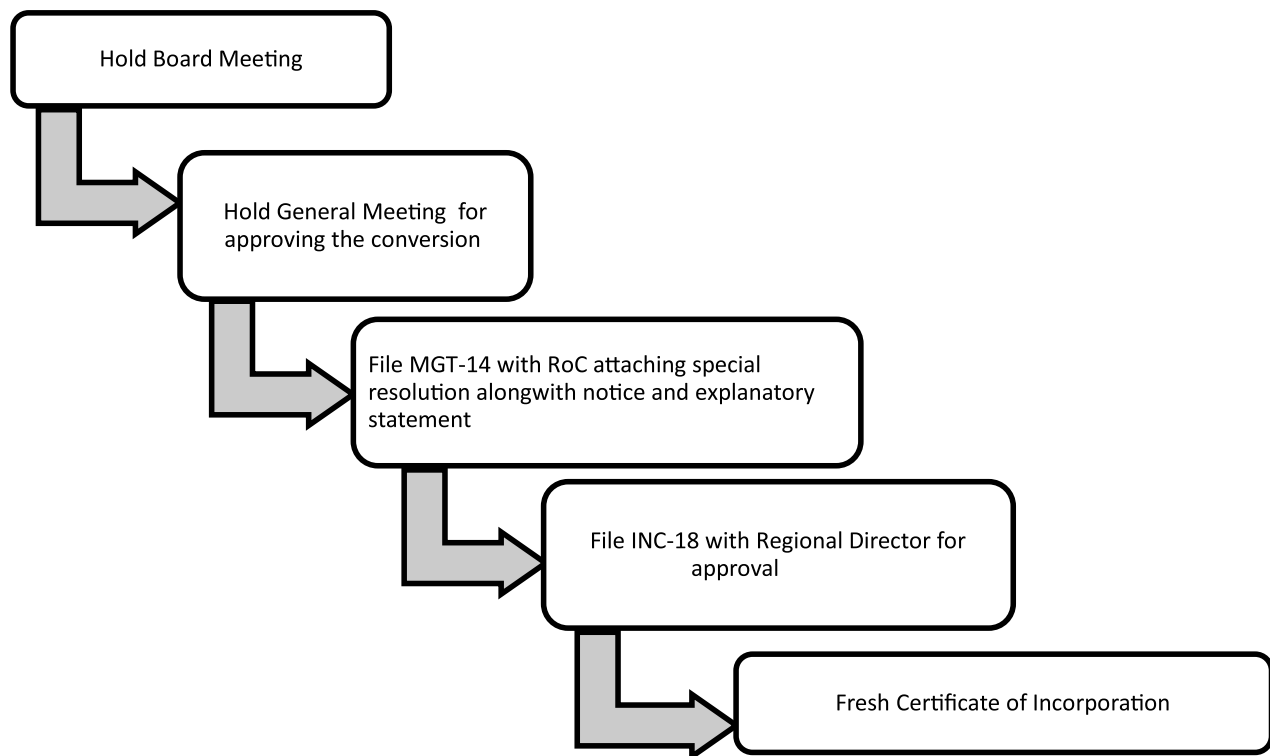 Hold Board Meeting
Hold General Meeting for
approving the conversion
File MGT-14 with RoC attaching special
resolution alongwith notice and explanatory
statement
File INC-18 with Regional Director for
approval
Fresh Certificate of Incorporation